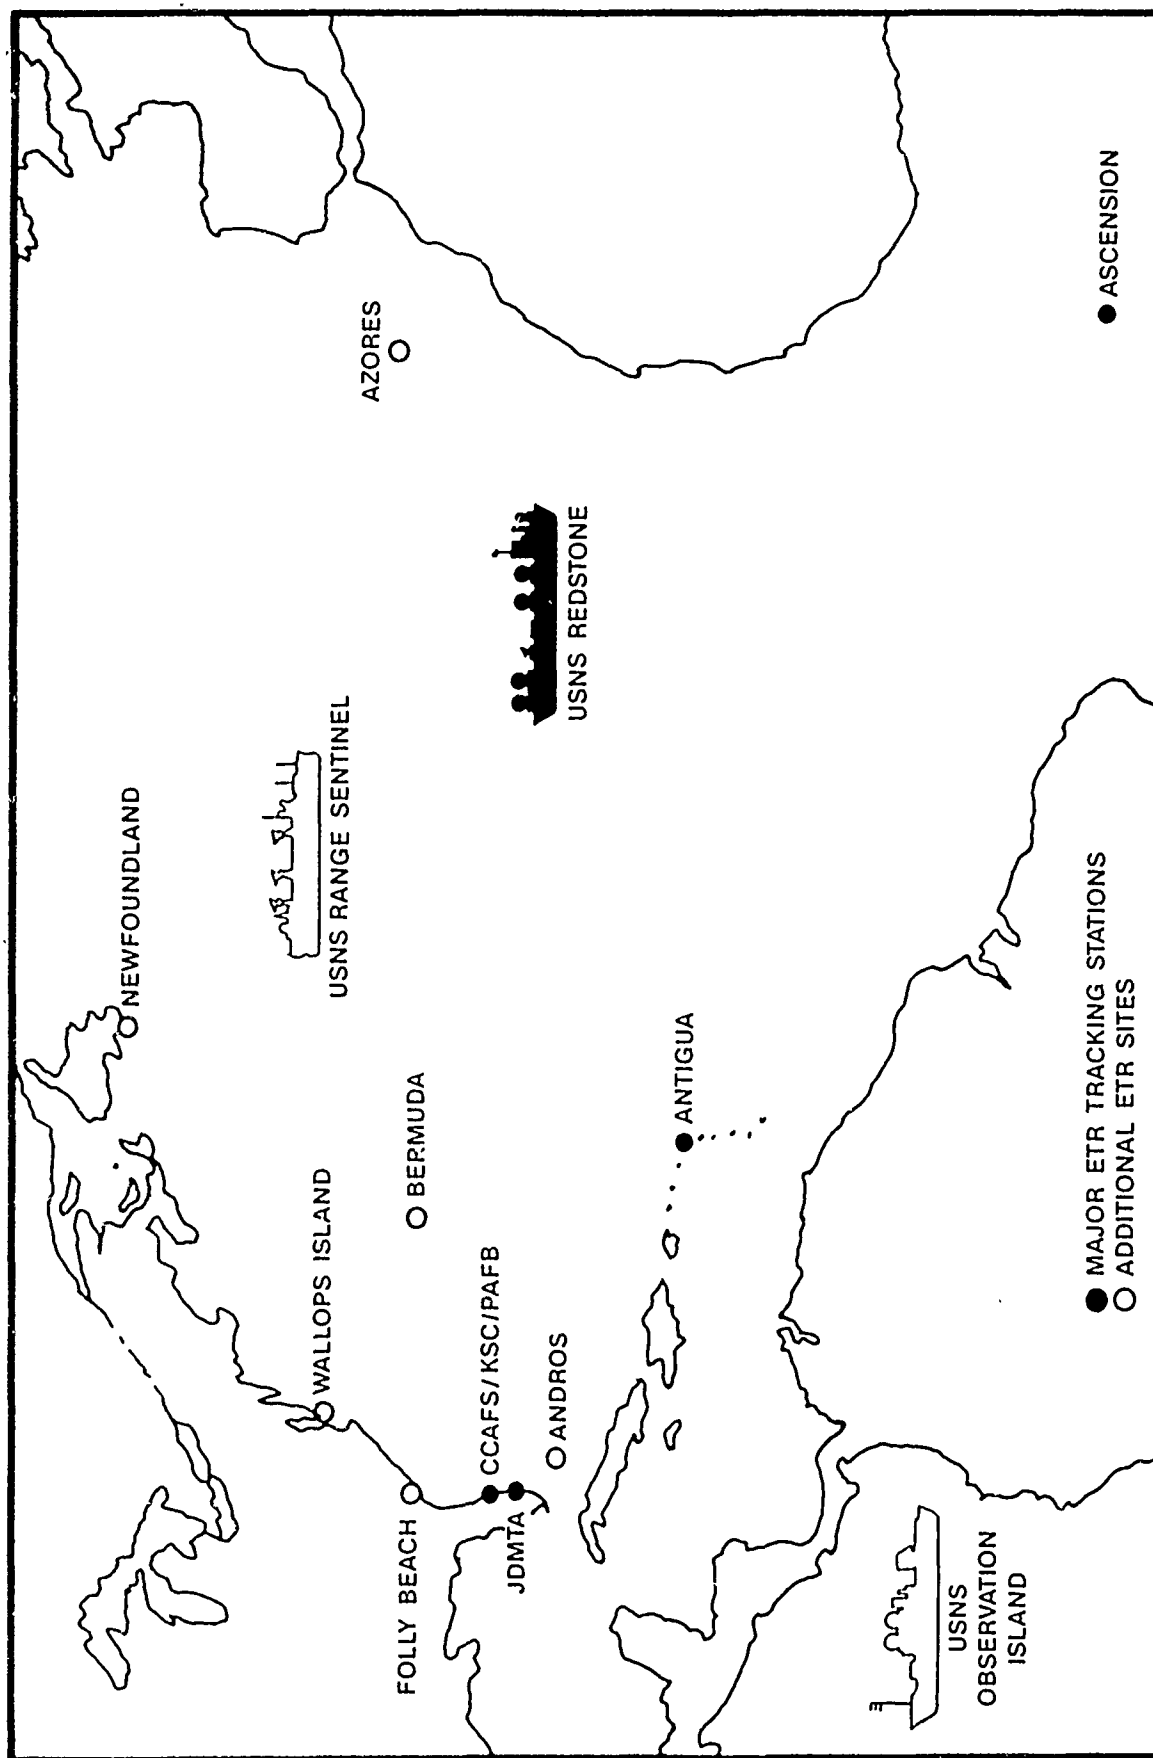 NEWFOUNDLAND
USNS RANGE SENTINEL
AZORES
WALLOPS ISLAND
BERMUDA
USNS REDSTONE
FOLLY BEACH
CCAFS/KSC/PAFB
JDMTA
ANDROS
ANTIGUA
ASCENSION
USNS
OBSERVATION
ISLAND
MAJOR ETR TRACKING STATIONS
ADDITIONAL ETR SITES